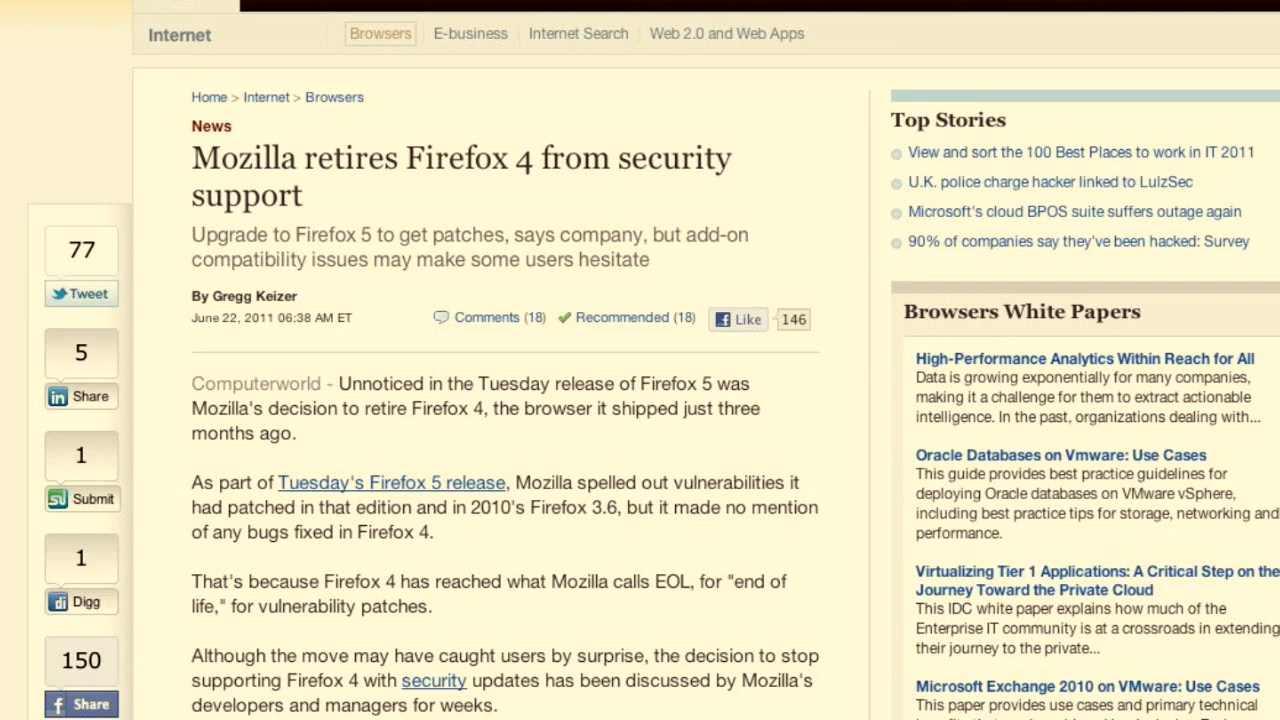 Internet
Browsers
E-business
Internet Search
Web 2.0 and Web Apps
Home > Internet > Browsers
News
Mozilla retires Firefox 4 from security
support
Upgrade to Firefox 5 to get patches, says company, but add-on
compatibility issues may make some users hesitate
By Gregg Keizer
June 22, 2011 06:38 AM ET
Comments (18)
Recommended (18)
Like
146
Computerworld - Unnoticed in the Tuesday release of Firefox 5 was
Mozilla's decision to retire Firefox 4, the browser it shipped just three
months ago.
As part of Tuesday's Firefox 5 release, Mozilla spelled out vulnerabilities it
had patched in that edition and in 2010's Firefox 3.6, but it made no mention
of any bugs fixed in Firefox 4.
That's because Firefox 4 has reached what Mozilla calls EOL, for "end of
life," for vulnerability patches.
Although the move may have caught users by surprise, the decision to stop
supporting Firefox 4 with security updates has been discussed by Mozilla's
developers and managers for weeks.
77
Tweet
5
in Share
1
Submit
1
Digg
150
f Share
Top Stories
View and sort the 100 Best Places to work in IT 2011
U.K. police charge hacker linked to LulzSec
Microsoft's cloud BPOS suite suffers outage again
90% of companies say they've been hacked: Survey
Browsers White Papers
High-Performance Analytics Within Reach for All
Data is growing exponentially for many companies,
making it a challenge for them to extract actionable
intelligence. In the past, organizations dealing with...
Oracle Databases on Vmware: Use Cases
This guide provides best practice guidelines for
deploying Oracle databases on VMware vSphere,
including best practice tips for storage, networking and
performance.
Virtualizing Tier 1 Applications: A Critical Step on the
Journey Toward the Private Cloud
This IDC white paper explains how much of the
Enterprise IT community is at a crossroads in extending
their journey to the private...
Microsoft Exchange 2010 on VMware: Use Cases
This paper provides use cases and primary technical